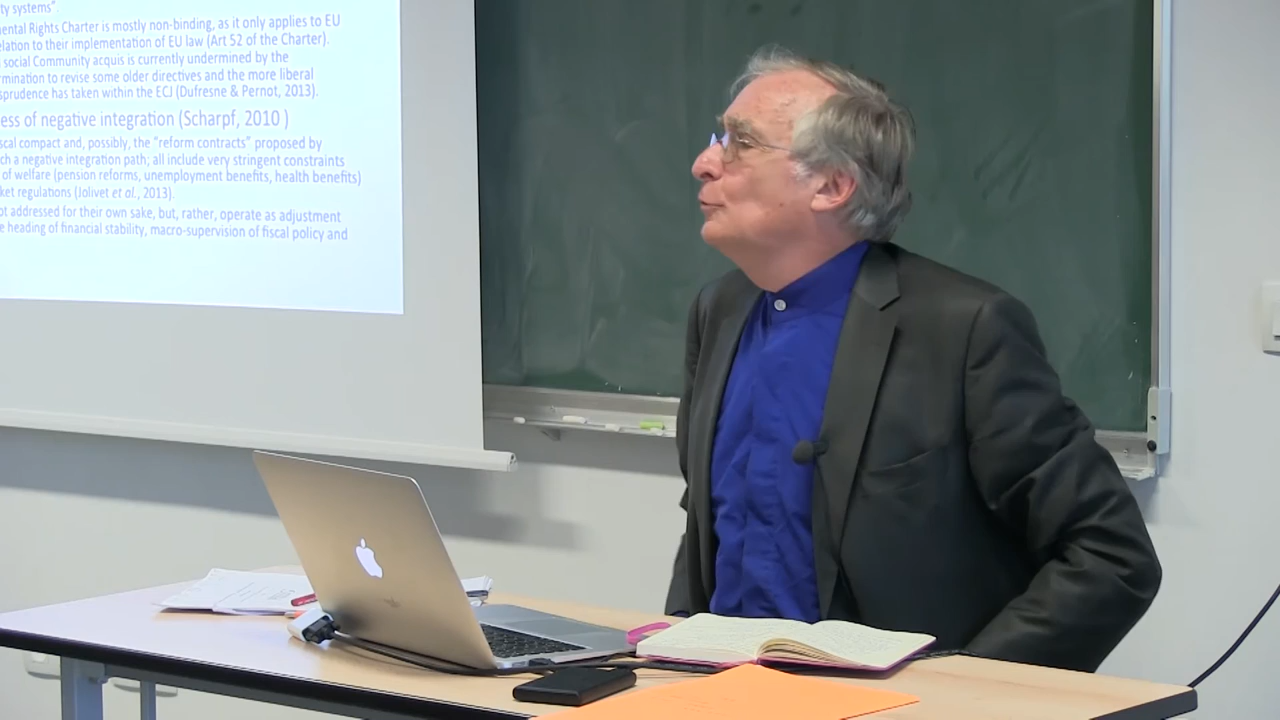 ty systems".
mental Rights Charter is mostly non-binding, as it only applies to EU
elation to their implementation of EU law (Art 52 of the Charter).
social Community acquis is currently undermined by the
rmination to revise some older directives and the more liberal
isprudence has taken within the ECJ (Dufresne & Pernot, 2013).
ess of negative integration (Scharpf, 2010 )
scal compact and, possibly, the "reform contracts" proposed by
ch a negative integration path; all include very stringent constraints
of welfare (pension reforms, unemployment benefits, health benefits)
ket regulations (Jolivet et al., 2013).
ot addressed for their own sake, but, rather, operate as adjustment
e heading of financial stability, macro-supervision of fiscal policy and